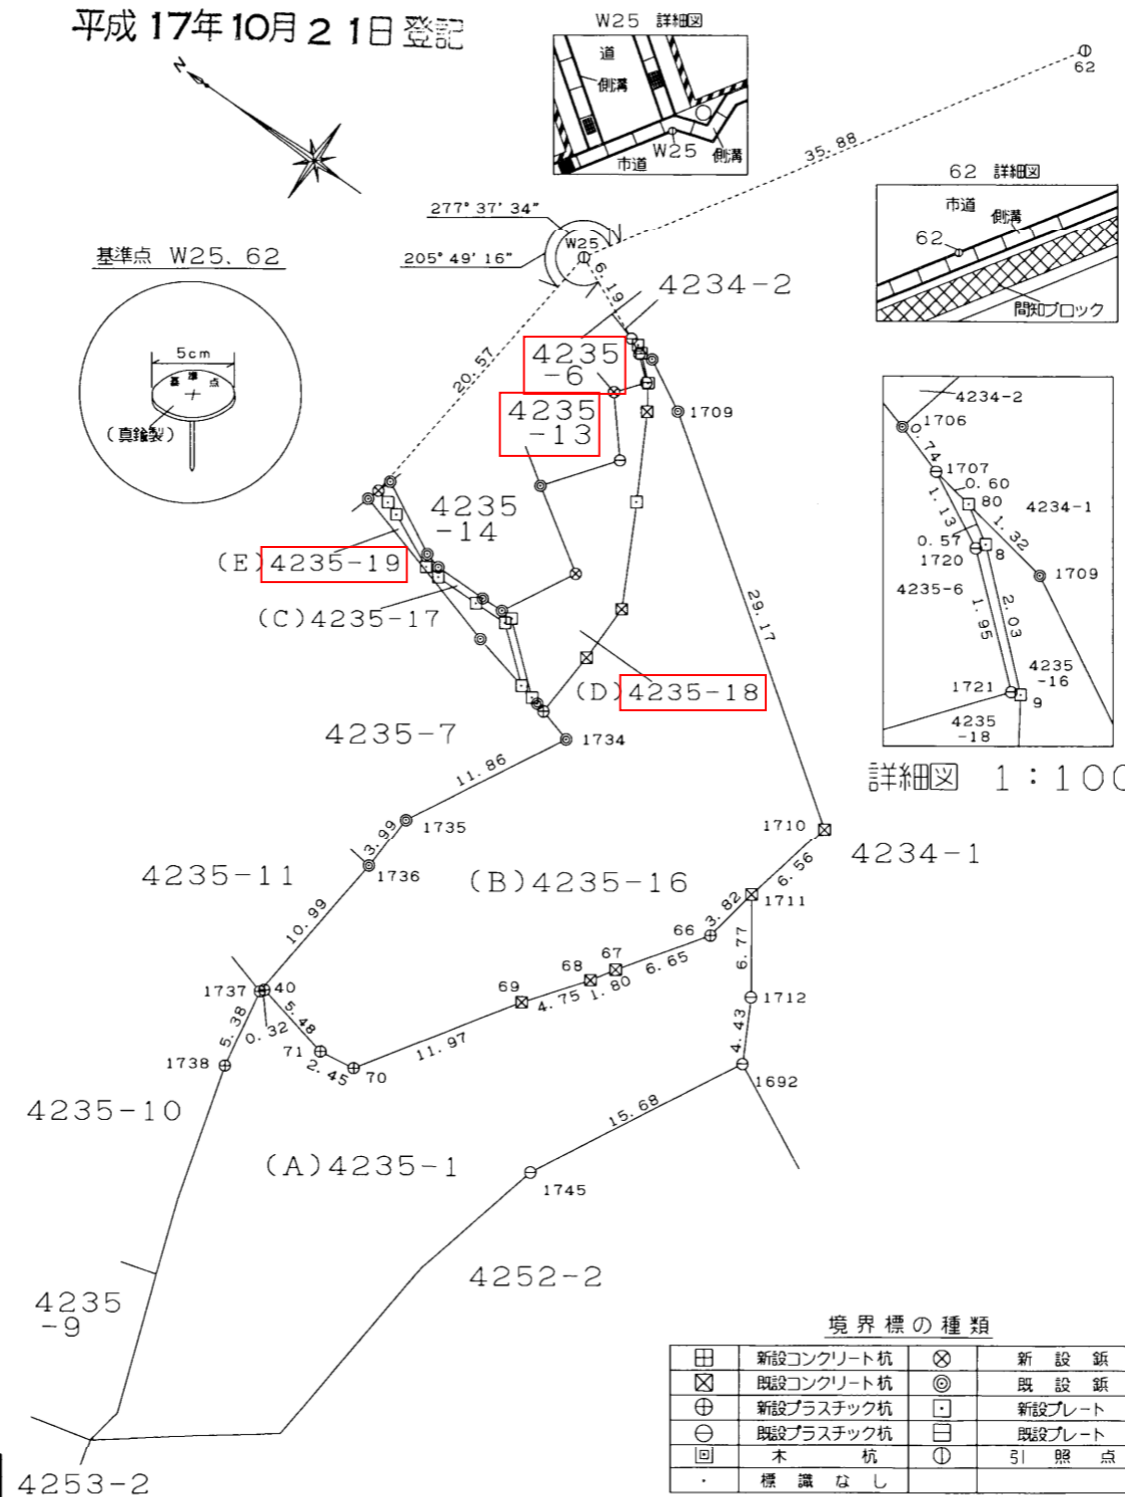 平成17年10月21日登記
N
W25 詳細図
道
側溝
W25
側溝
市道
62
35.88
62 詳細図
市道
側溝
62
間知ブロック
277°37′34″
205°49′16″
W25
6.19
20.57
基準点 W25、62
5cm
基準点
(真鍮製)
4234-2
4235
-6
4235
-13
1709
4235
-14
(E)4235-19
(C)4235-17
(D)4235-18
29.17
4235-7
1734
11.86
1735
3.99
1736
4235-11
(B)4235-16
1710
4234-1
6.56
1711
3.82
66
6.65
67
1.80
68
4.75
69
11.97
6.77
1712
4.43
1692
10.99
1737
40
0.32
5.48
5.38
71
2.45
70
1738
4235-10
(A)4235-1
15.68
1745
4252-2
4235
-9
4253-2
4234-2
1706
0.74
1707
0.60
80
4234-1
1.13
1.32
0.57
1720
8
1709
4235-6
1.95
2.03
4235
-16
1721
9
4235
-18
詳細図 1:100
境界標の種類
新設コンクリート杭 新設鋲
既設コンクリート杭 既設鋲
新設プラスチック杭 新設プレート
既設プラスチック杭 既設プレート
木杭 引照点
標識なし